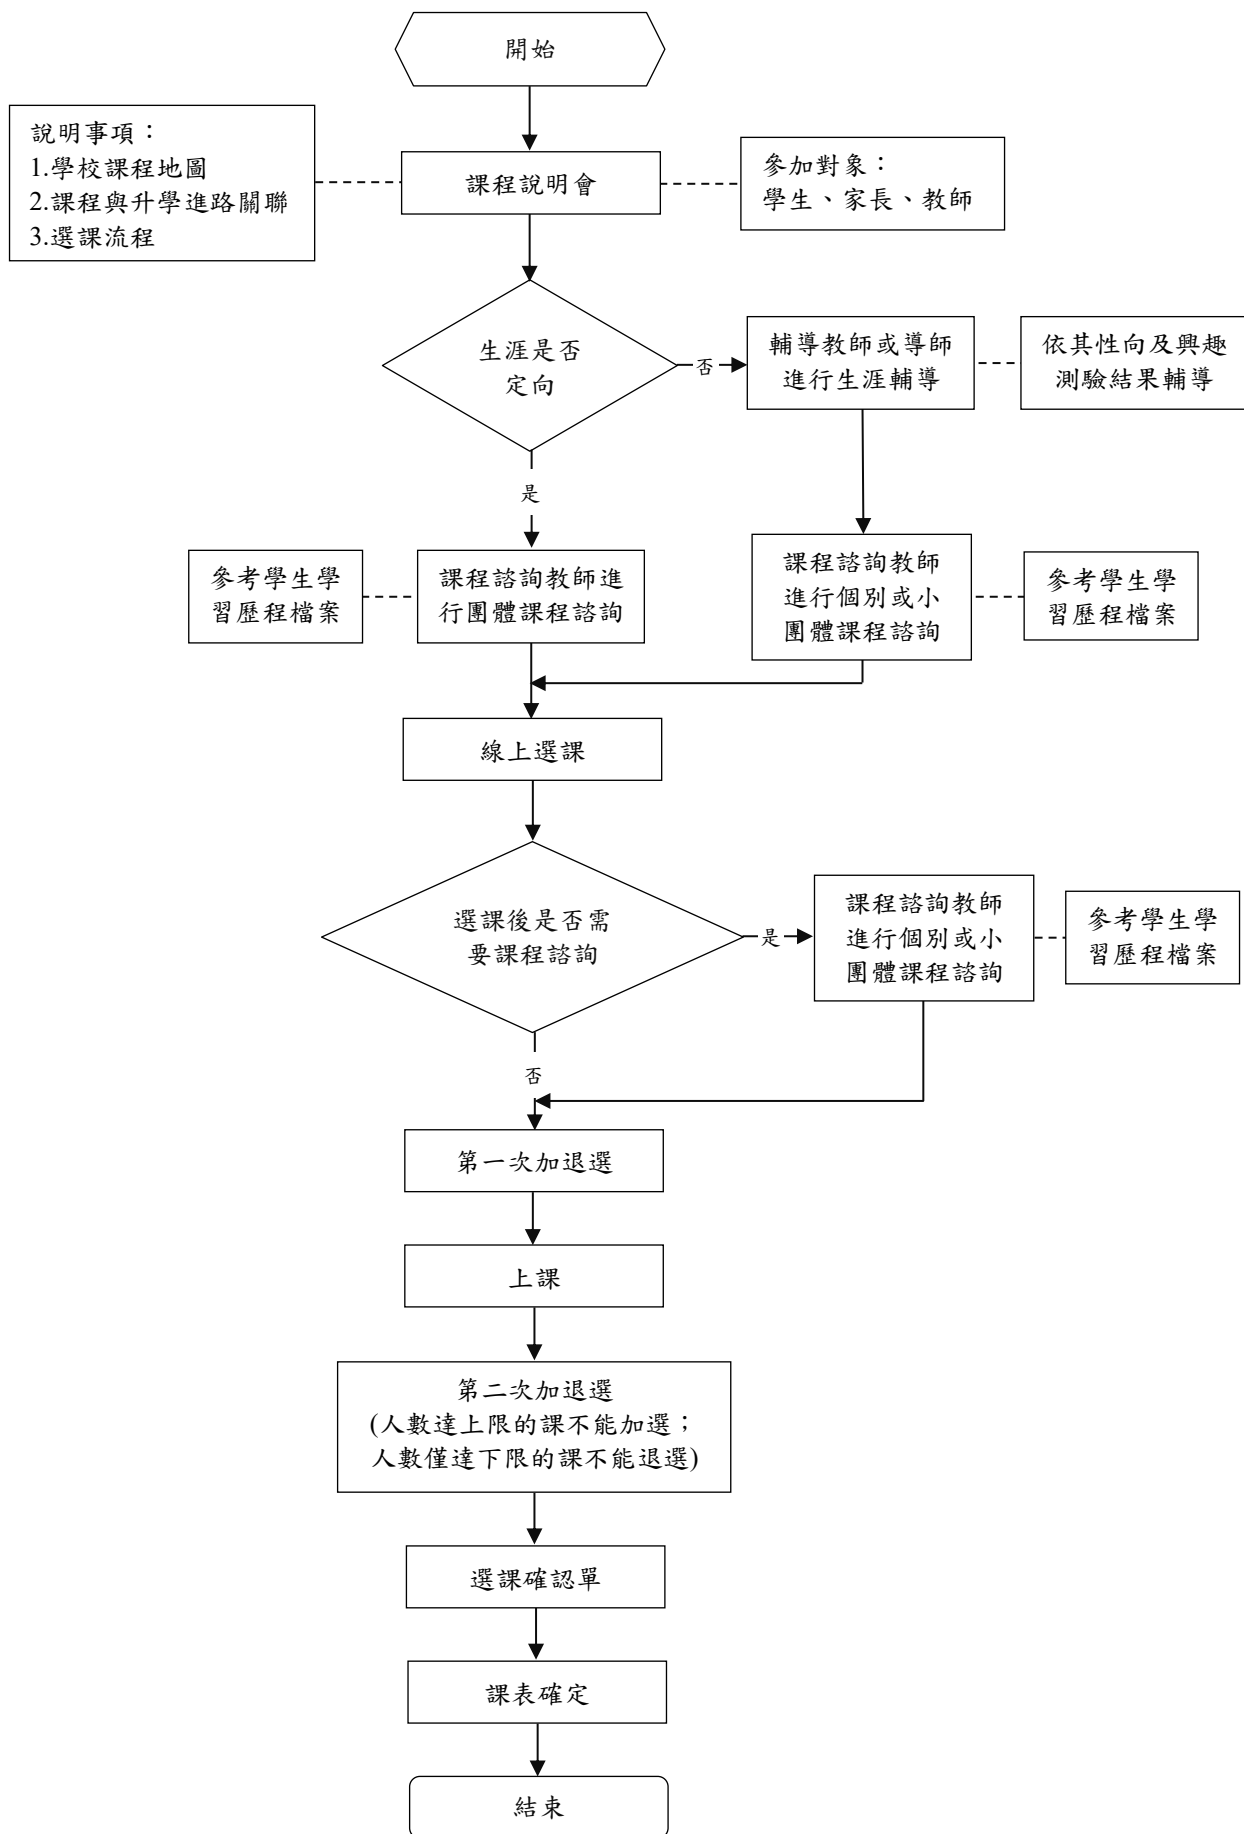 開始
說明事項：
1.學校課程地圖
2.課程與升學進路關聯
3.選課流程
課程說明會
參加對象：
學生、家長、教師
生涯是否
定向
否
輔導教師或導師
進行生涯輔導
依其性向及興趣
測驗結果輔導
是
參考學生學
習歷程檔案
課程諮詢教師進
行團體課程諮詢
課程諮詢教師
進行個別或小
團體課程諮詢
參考學生學
習歷程檔案
線上選課
選課後是否需
要課程諮詢
是
課程諮詢教師
進行個別或小
團體課程諮詢
參考學生學
習歷程檔案
否
第一次加退選
上課
第二次加退選
(人數達上限的課不能加選；
人數僅達下限的課不能退選)
選課確認單
課表確定
結束